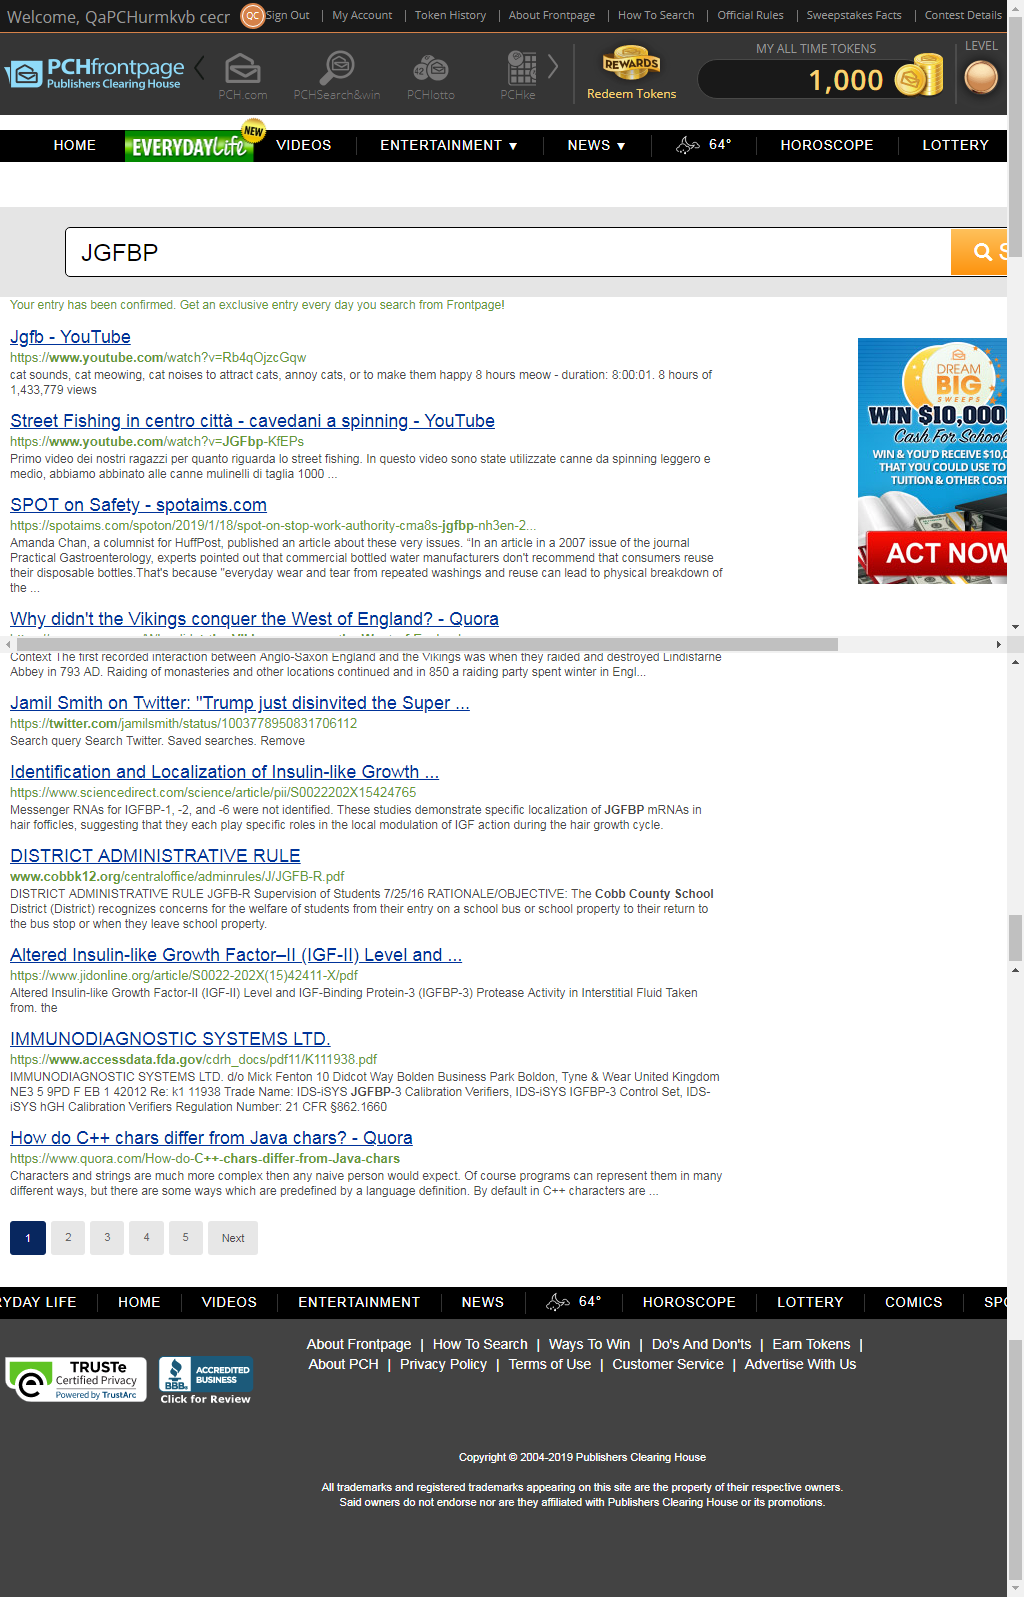 Welcome, QaPCHurmkvb cecr QC Sign Out | My Account | Token History | About Frontpage | How To Search | Official Rules | Sweepstakes Facts | Contest Details
PCHfrontpage
Publishers Clearing House
PCH.com PCHSearch&win PCHlotto PCHke
REWARDS
Redeem Tokens
MY ALL TIME TOKENS
1,000
LEVEL
NEW
HOME EVERYDAY Life VIDEOS ENTERTAINMENT ▼ NEWS ▼ 64° HOROSCOPE LOTTERY
JGFBP S
Your entry has been confirmed. Get an exclusive entry every day you search from Frontpage!
Jgfb - YouTube
https://www.youtube.com/watch?v=Rb4qOjzcGqw
cat sounds, cat meowing, cat noises to attract cats, annoy cats, or to make them happy 8 hours meow - duration: 8:00:01. 8 hours of
1,433,779 views
Street Fishing in centro città - cavedani a spinning - YouTube
https://www.youtube.com/watch?v=JGFbp-KfEPs
Primo video dei nostri ragazzi per quanto riguarda lo street fishing. In questo video sono state utilizzate canne da spinning leggero e
medio, abbiamo abbinato alle canne mulinelli di taglia 1000 ...
SPOT on Safety - spotaims.com
https://spotaims.com/spoton/2019/1/18/spot-on-stop-work-authority-cma8s-jgfbp-nh3en-2...
Amanda Chan, a columnist for HuffPost, published an article about these very issues. “In an article in a 2007 issue of the journal
Practical Gastroenterology, experts pointed out that commercial bottled water manufacturers don't recommend that consumers reuse
their disposable bottles.That's because "everyday wear and tear from repeated washings and reuse can lead to physical breakdown of
the ...
Why didn't the Vikings conquer the West of England? - Quora
DREAM
BIG
SWEEPS
WIN $10,000
Cash For School
WIN & YOU'D RECEIVE $10,0
THAT YOU COULD USE TO
TUITION & OTHER COST
ACT NOW
Context The first recorded interaction between Anglo-Saxon England and the Vikings was when they raided and destroyed Lindisfarne
Abbey in 793 AD. Raiding of monasteries and other locations continued and in 850 a raiding party spent winter in Engl...
Jamil Smith on Twitter: "Trump just disinvited the Super ...
https://twitter.com/jamilsmith/status/1003778950831706112
Search query Search Twitter. Saved searches. Remove
Identification and Localization of Insulin-like Growth ...
https://www.sciencedirect.com/science/article/pii/S0022202X15424765
Messenger RNAs for IGFBP-1, -2, and -6 were not identified. These studies demonstrate specific localization of JGFBP mRNAs in
hair fofficles, suggesting that they each play specific roles in the local modulation of IGF action during the hair growth cycle.
DISTRICT ADMINISTRATIVE RULE
www.cobbk12.org/centraloffice/adminrules/J/JGFB-R.pdf
DISTRICT ADMINISTRATIVE RULE JGFB-R Supervision of Students 7/25/16 RATIONALE/OBJECTIVE: The Cobb County School
District (District) recognizes concerns for the welfare of students from their entry on a school bus or school property to their return to
the bus stop or when they leave school property.
Altered Insulin-like Growth Factor–II (IGF-II) Level and ...
https://www.jidonline.org/article/S0022-202X(15)42411-X/pdf
Altered Insulin-like Growth Factor-II (IGF-II) Level and IGF-Binding Protein-3 (IGFBP-3) Protease Activity in Interstitial Fluid Taken
from. the
IMMUNODIAGNOSTIC SYSTEMS LTD.
https://www.accessdata.fda.gov/cdrh_docs/pdf11/K111938.pdf
IMMUNODIAGNOSTIC SYSTEMS LTD. d/o Mick Fenton 10 Didcot Way Bolden Business Park Boldon, Tyne & Wear United Kingdom
NE3 5 9PD F EB 1 42012 Re: k1 11938 Trade Name: IDS-iSYS JGFBP-3 Calibration Verifiers, IDS-iSYS IGFBP-3 Control Set, IDS-
iSYS hGH Calibration Verifiers Regulation Number: 21 CFR §862.1660
How do C++ chars differ from Java chars? - Quora
https://www.quora.com/How-do-C++-chars-differ-from-Java-chars
Characters and strings are much more complex then any naive person would expect. Of course programs can represent them in many
different ways, but there are some ways which are predefined by a language definition. By default in C++ characters are ...
1 2 3 4 5 Next
RYDAY LIFE HOME VIDEOS ENTERTAINMENT NEWS 64° HOROSCOPE LOTTERY COMICS SPO
About Frontpage | How To Search | Ways To Win | Do's And Don'ts | Earn Tokens |
About PCH | Privacy Policy | Terms of Use | Customer Service | Advertise With Us
TRUSTe
Certified Privacy
Powered by TrustArc
BBB.
ACCREDITED
BUSINESS
Click for Review
Copyright © 2004-2019 Publishers Clearing House
All trademarks and registered trademarks appearing on this site are the property of their respective owners.
Said owners do not endorse nor are they affiliated with Publishers Clearing House or its promotions.